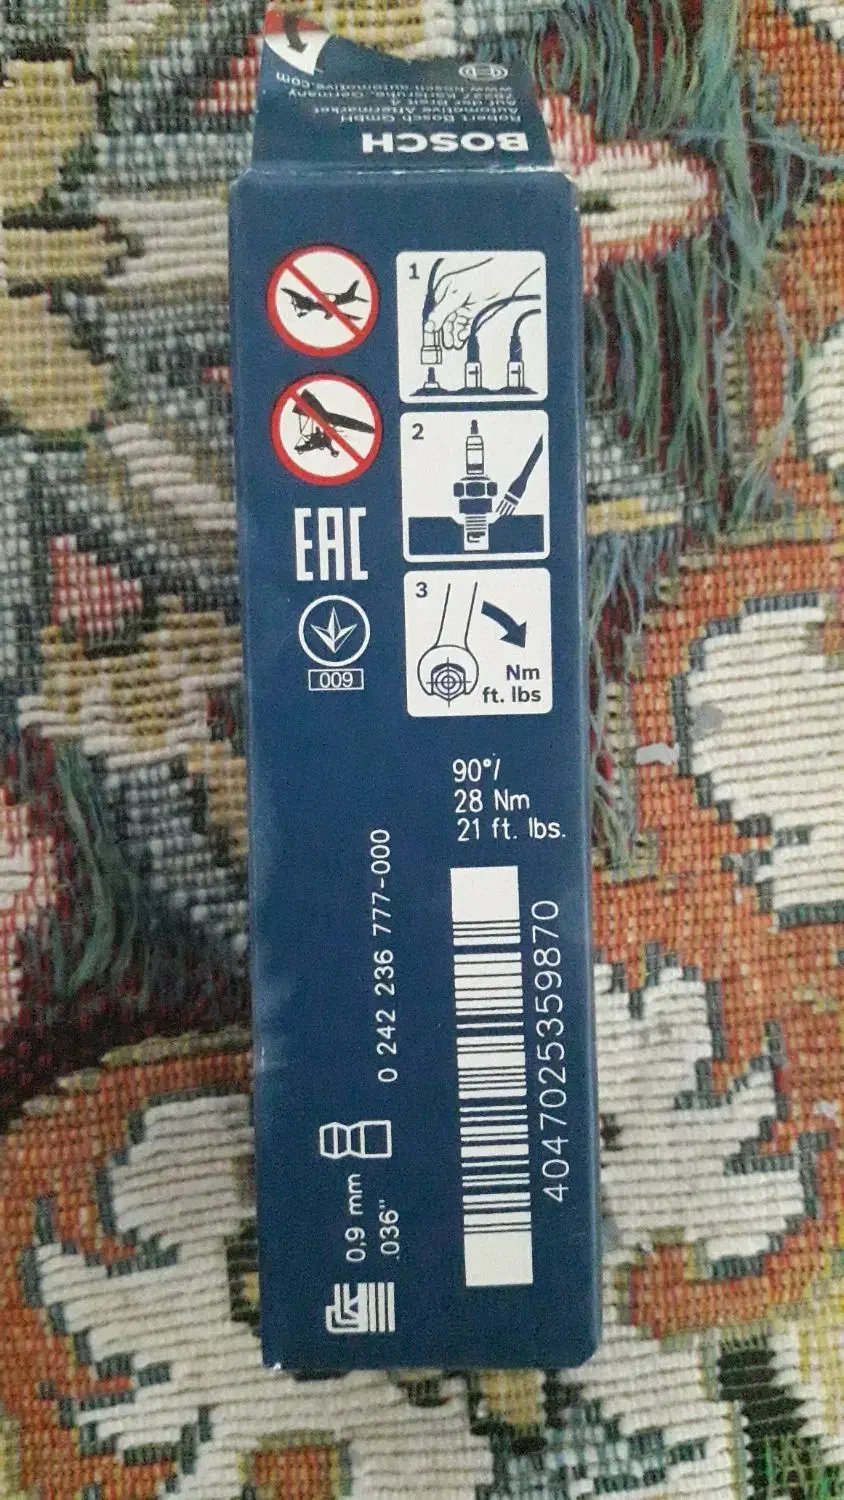 BOSCH
Robert Bosch GmbH
Automotive Aftermarket
Auf der Breit 4
76227 Karlsruhe, Germany
www.bosch-automotive.com
1
2
3
Nm
ft. lbs
EAC
009
90°/
28 Nm
21 ft. lbs.
0 242 236 777-000
4047025359870
0,9 mm
.036"